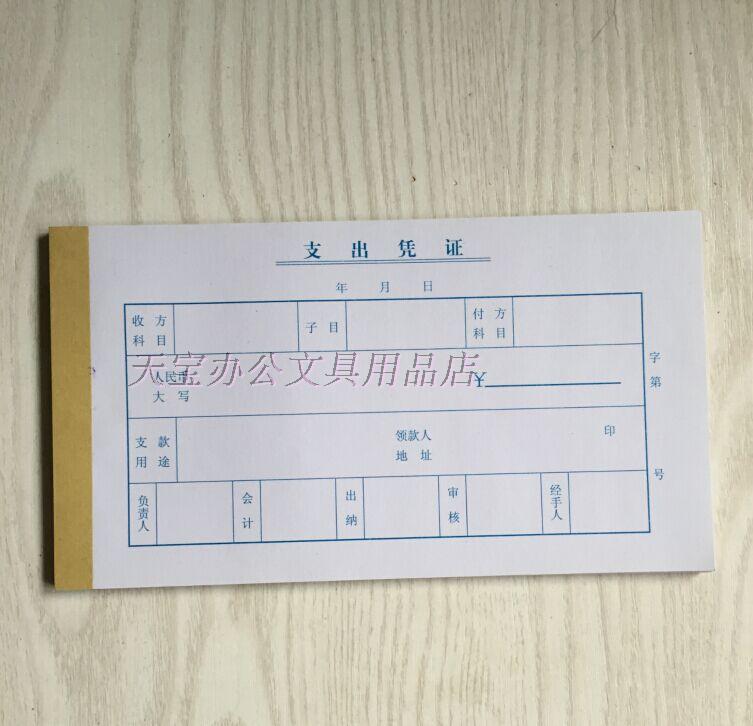 支出凭证
年 月 日
收方科目 子目 付方科目
天宝办公文具用品店
人民币大写 ¥
支款用途 领款人地址 印
负责人 会计 出纳 审核 经手人
字第 号